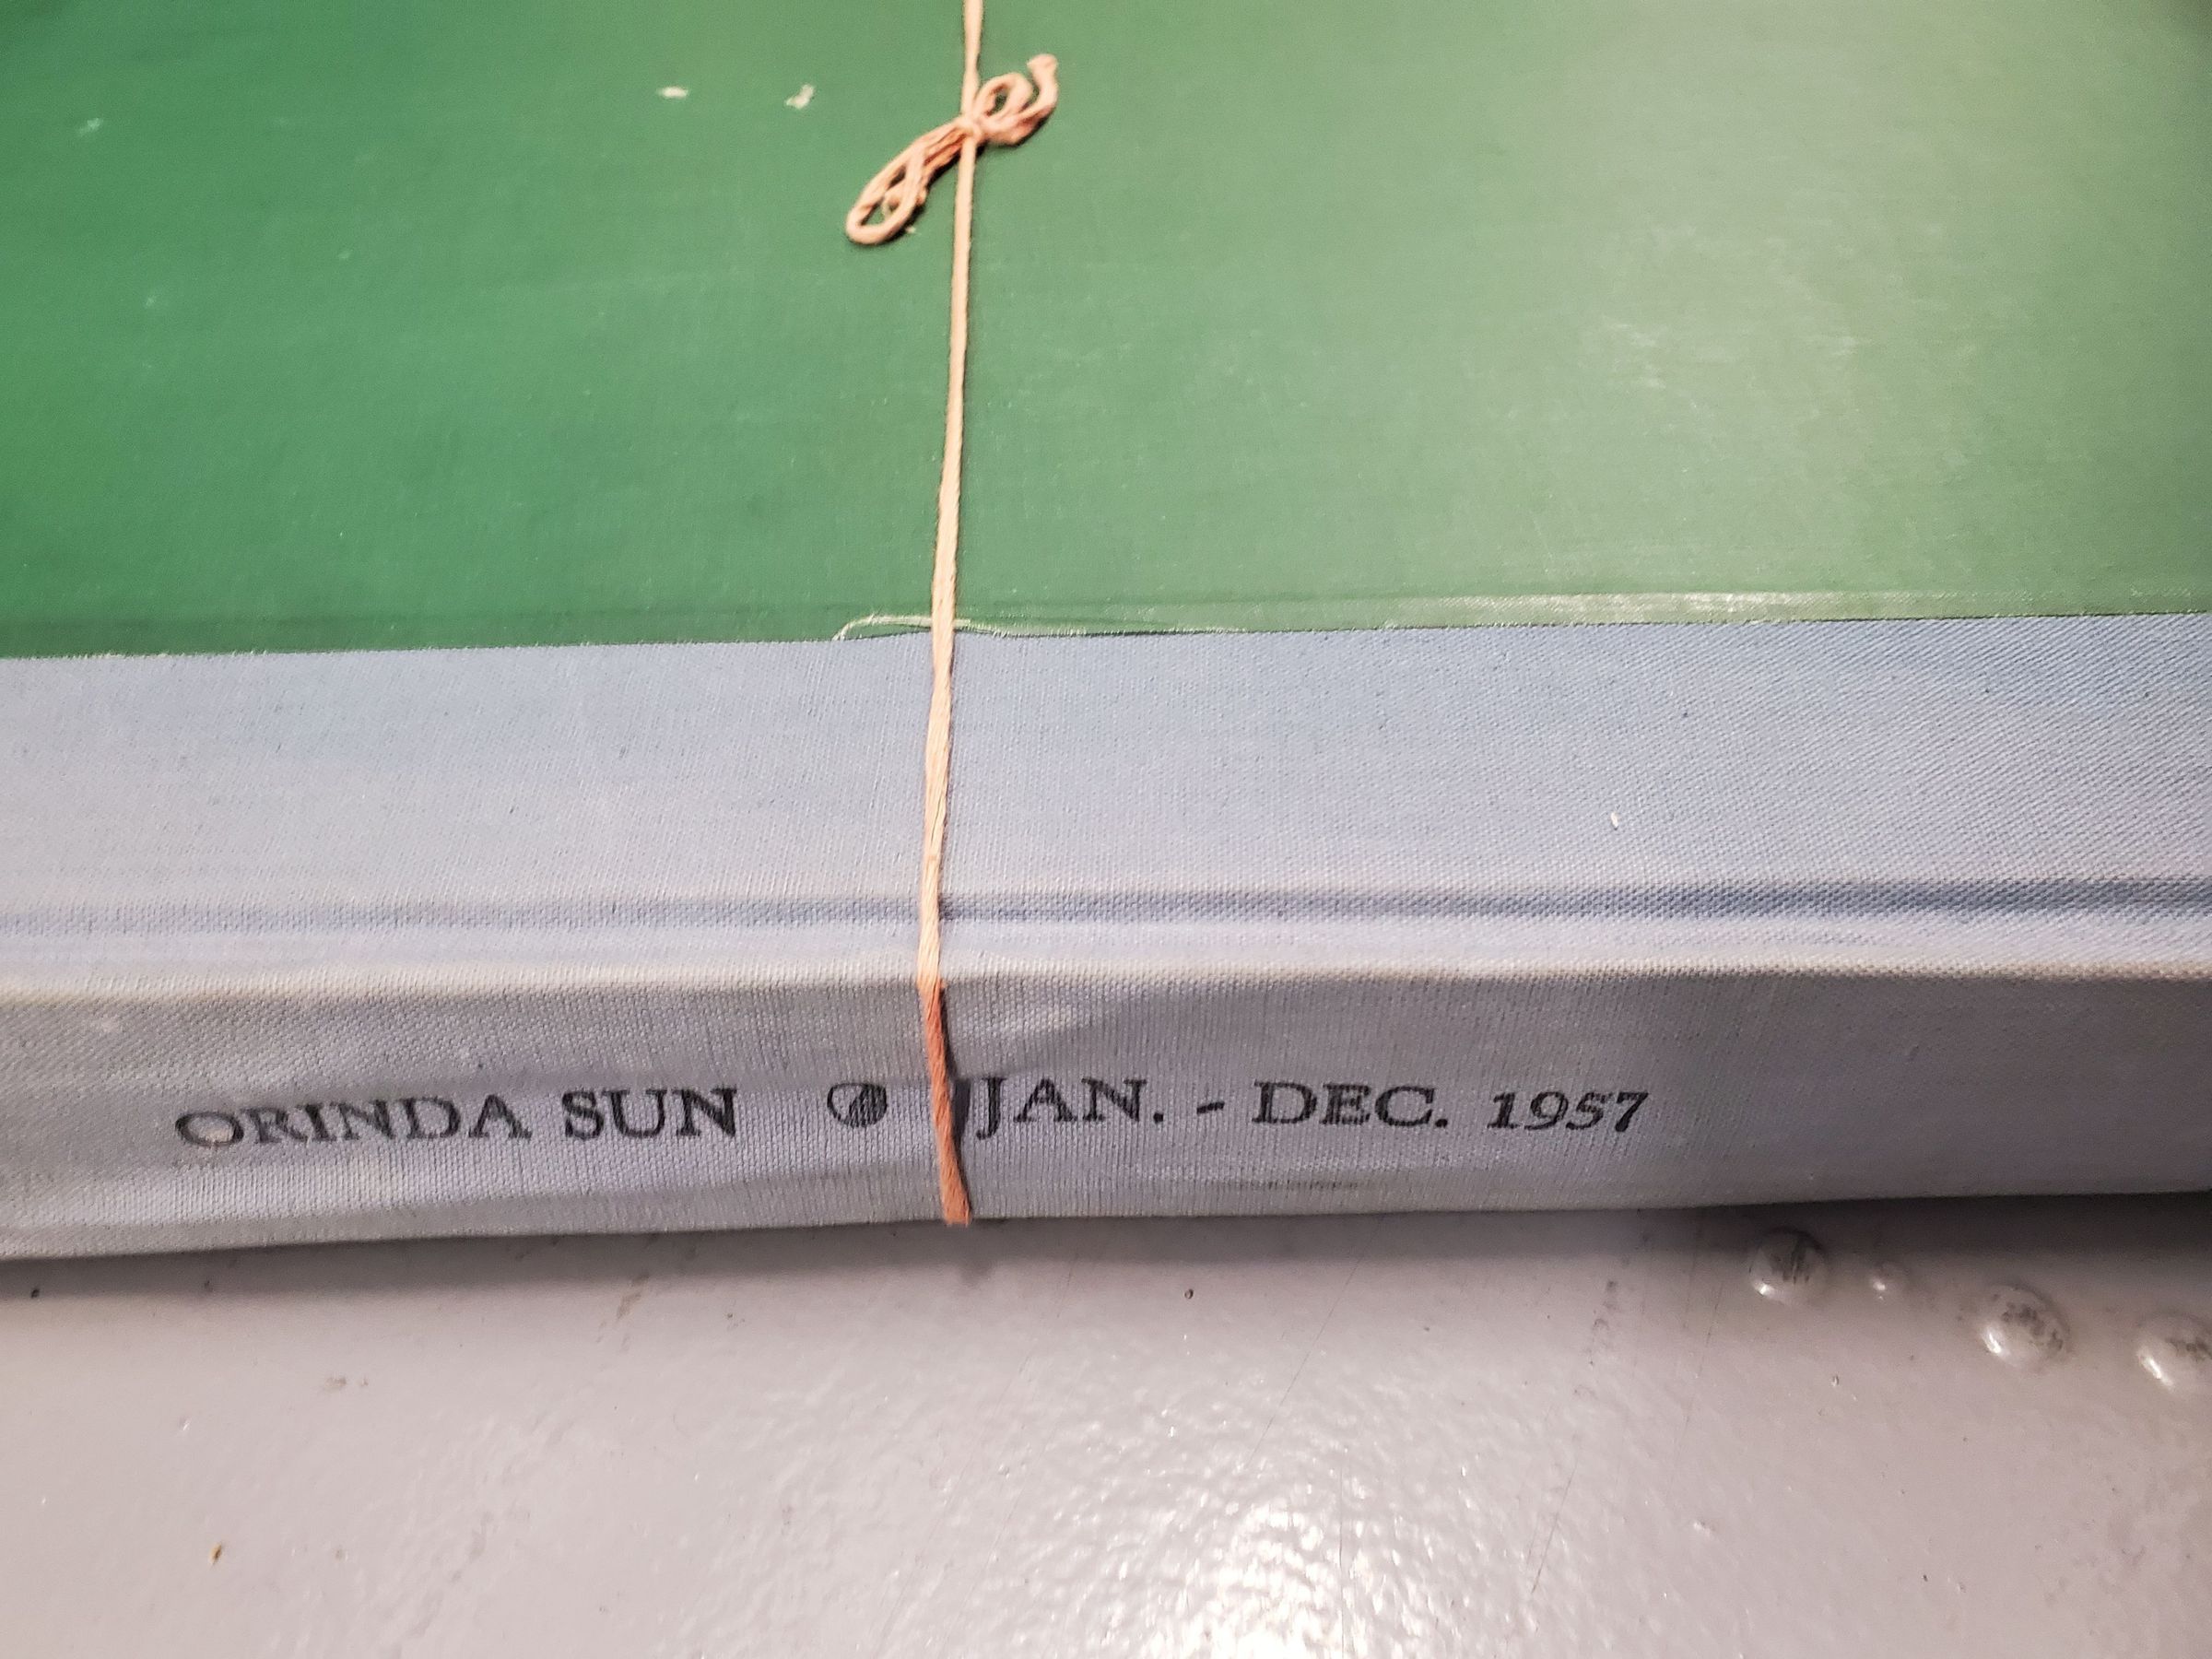 ORINDA SUN JAN. - DEC. 1957